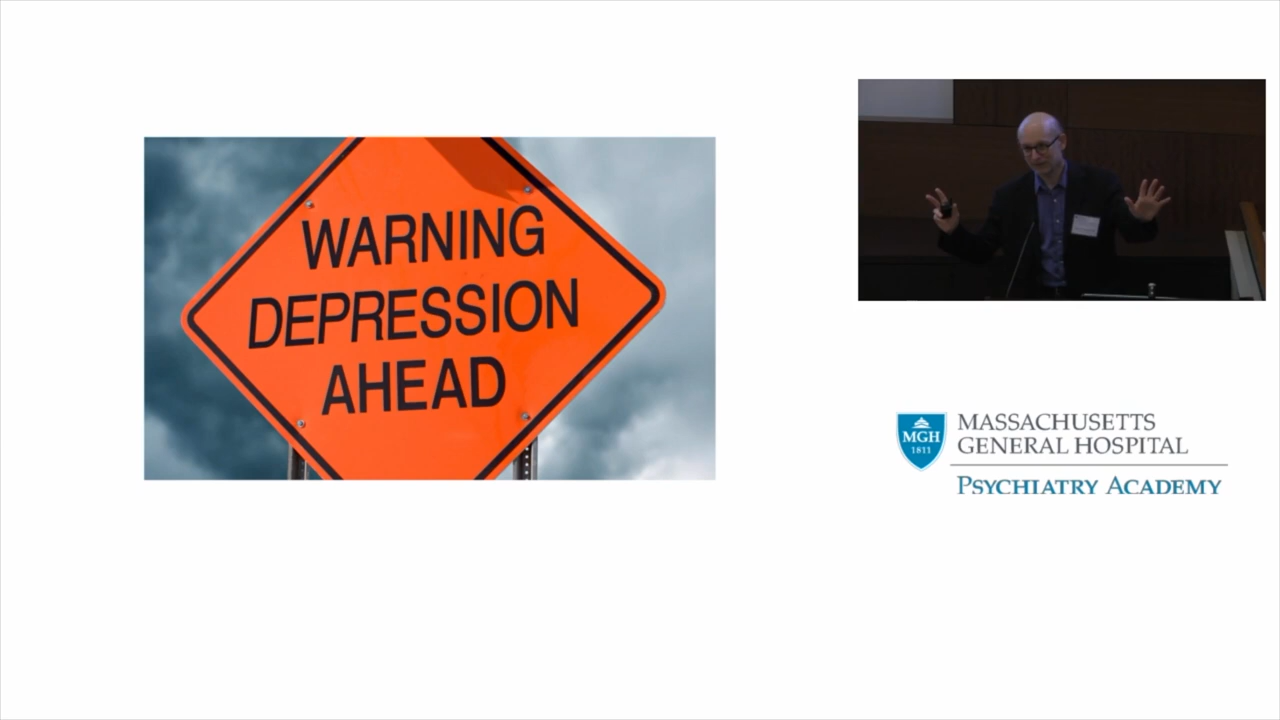 WARNING
DEPRESSION
AHEAD
MGH
1811
MASSACHUSETTS
GENERAL HOSPITAL
PSYCHIATRY ACADEMY